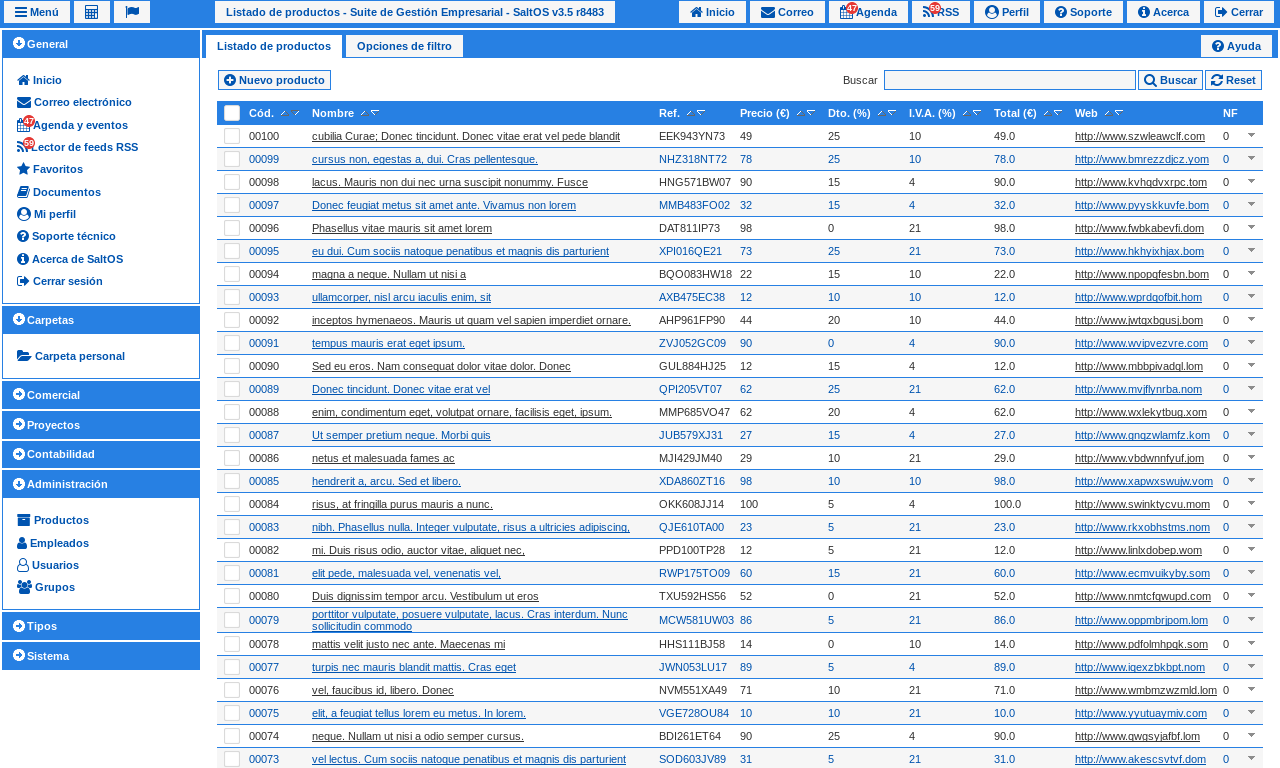 Menú
Listado de productos - Suite de Gestión Empresarial - SaltOS v3.5 r8483
Inicio Correo 47 Agenda 59 RSS Perfil Soporte Acerca Cerrar
General
Inicio
Correo electrónico
47 Agenda y eventos
59 Lector de feeds RSS
Favoritos
Documentos
Mi perfil
Soporte técnico
Acerca de SaltOS
Cerrar sesión
Carpetas
Carpeta personal
Comercial
Proyectos
Contabilidad
Administración
Productos
Empleados
Usuarios
Grupos
Tipos
Sistema
Listado de productos Opciones de filtro Ayuda
Nuevo producto Buscar Buscar Reset
Cód. Nombre Ref. Precio (€) Dto. (%) I.V.A. (%) Total (€) Web NF
00100 cubilia Curae; Donec tincidunt. Donec vitae erat vel pede blandit EEK943YN73 49 25 10 49.0 http://www.szwleawclf.com 0
00099 cursus non, egestas a, dui. Cras pellentesque. NHZ318NT72 78 25 10 78.0 http://www.bmrezzdjcz.yom 0
00098 lacus. Mauris non dui nec urna suscipit nonummy. Fusce HNG571BW07 90 15 4 90.0 http://www.kvhqdvxrpc.tom 0
00097 Donec feugiat metus sit amet ante. Vivamus non lorem MMB483FO02 32 15 4 32.0 http://www.pyyskkuvfe.bom 0
00096 Phasellus vitae mauris sit amet lorem DAT811IP73 98 0 21 98.0 http://www.fwbkabevfi.dom 0
00095 eu dui. Cum sociis natoque penatibus et magnis dis parturient XPI016QE21 73 25 21 73.0 http://www.hkhyixhjax.bom 0
00094 magna a neque. Nullam ut nisi a BQO083HW18 22 15 10 22.0 http://www.npopqfesbn.bom 0
00093 ullamcorper, nisl arcu iaculis enim, sit AXB475EC38 12 10 10 12.0 http://www.wprdqofbit.hom 0
00092 inceptos hymenaeos. Mauris ut quam vel sapien imperdiet ornare. AHP961FP90 44 20 10 44.0 http://www.jwtqxbgusj.bom 0
00091 tempus mauris erat eget ipsum. ZVJ052GC09 90 0 4 90.0 http://www.wvipvezvre.com 0
00090 Sed eu eros. Nam consequat dolor vitae dolor. Donec GUL884HJ25 12 15 4 12.0 http://www.mbbpivadql.lom 0
00089 Donec tincidunt. Donec vitae erat vel QPI205VT07 62 25 21 62.0 http://www.mvjflynrba.nom 0
00088 enim, condimentum eget, volutpat ornare, facilisis eget, ipsum. MMP685VO47 62 20 4 62.0 http://www.wxlekytbug.xom 0
00087 Ut semper pretium neque. Morbi quis JUB579XJ31 27 15 4 27.0 http://www.qnqzwlamfz.kom 0
00086 netus et malesuada fames ac MJI429JM40 29 10 21 29.0 http://www.vbdwnnfyuf.jom 0
00085 hendrerit a, arcu. Sed et libero. XDA860ZT16 98 10 10 98.0 http://www.xapwxswujw.vom 0
00084 risus, at fringilla purus mauris a nunc. OKK608JJ14 100 5 4 100.0 http://www.swinktycvu.mom 0
00083 nibh. Phasellus nulla. Integer vulputate, risus a ultricies adipiscing, QJE610TA00 23 5 21 23.0 http://www.rkxobhstms.nom 0
00082 mi. Duis risus odio, auctor vitae, aliquet nec, PPD100TP28 12 5 21 12.0 http://www.linlxdobep.wom 0
00081 elit pede, malesuada vel, venenatis vel, RWP175TO09 60 15 21 60.0 http://www.ecmvuikyby.som 0
00080 Duis dignissim tempor arcu. Vestibulum ut eros TXU592HS56 52 0 21 52.0 http://www.nmtcfgwupd.com 0
00079 porttitor vulputate, posuere vulputate, lacus. Cras interdum. Nunc sollicitudin commodo MCW581UW03 86 5 21 86.0 http://www.oppmbrjpom.lom 0
00078 mattis velit justo nec ante. Maecenas mi HHS111BJ58 14 0 10 14.0 http://www.pdfolmhpgk.som 0
00077 turpis nec mauris blandit mattis. Cras eget JWN053LU17 89 5 4 89.0 http://www.iqexzbkbpt.nom 0
00076 vel, faucibus id, libero. Donec NVM551XA49 71 10 21 71.0 http://www.wmbmzwzmld.lom 0
00075 elit, a feugiat tellus lorem eu metus. In lorem. VGE728OU84 10 10 21 10.0 http://www.yyutuaymiv.com 0
00074 neque. Nullam ut nisi a odio semper cursus. BDI261ET64 90 25 4 90.0 http://www.qwgsyjafbf.lom 0
00073 vel lectus. Cum sociis natoque penatibus et magnis dis parturient SOD603JV89 31 5 21 31.0 http://www.akescsvtvf.dom 0